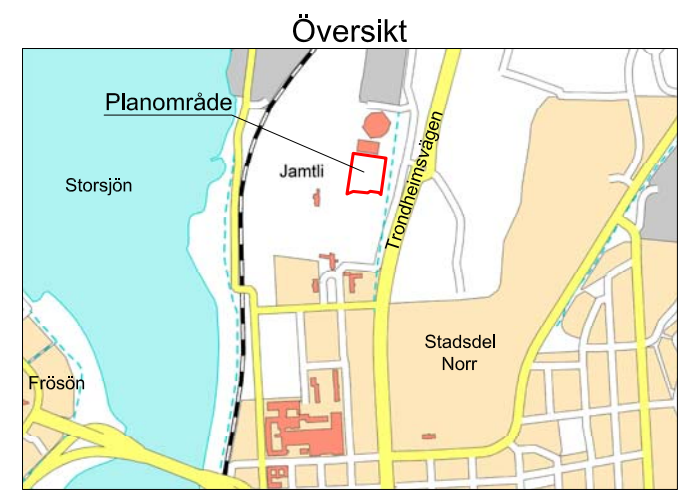 Översikt
Planområde
Storsjön
Jamtli
Trondheimsvägen
Stadsdel
Norr
Frösön